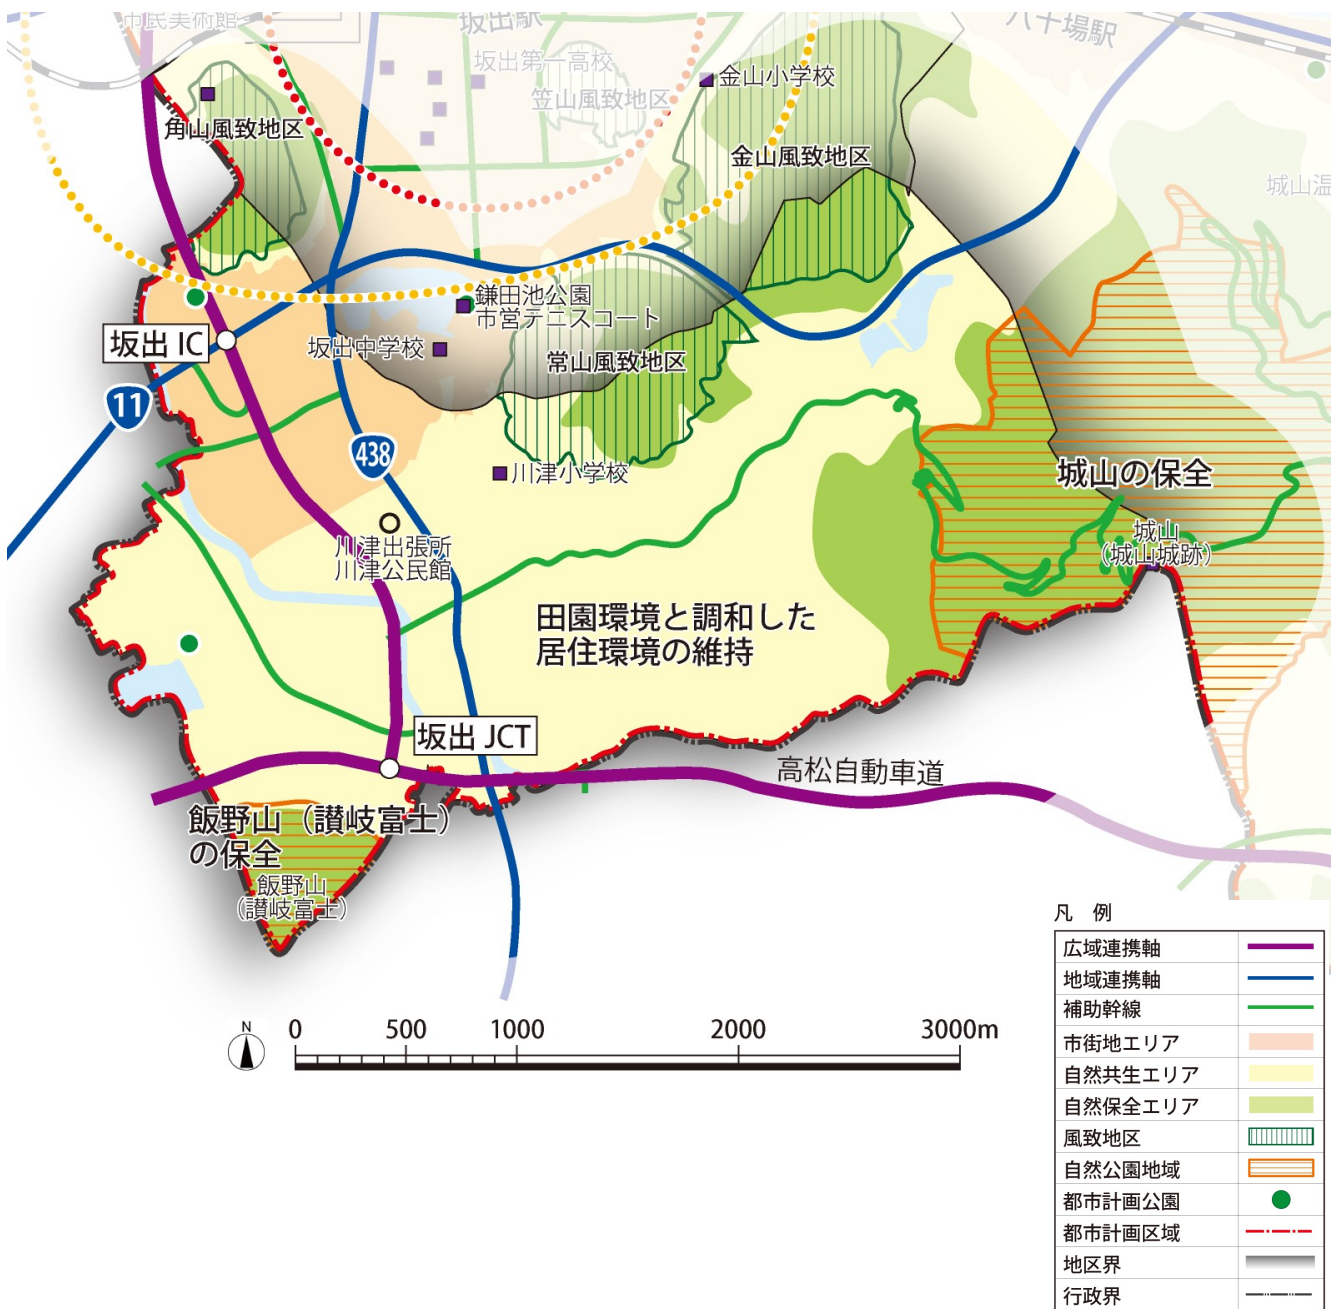 市民美術館
坂出駅
八十場駅
坂出第一高校
金山小学校
笠山風致地区
角山風致地区
金山風致地区
城山温
鎌田池公園
市営テニスコート
坂出IC
坂出中学校
常山風致地区
11
438
川津小学校
城山の保全
川津出張所
川津公民館
城山
（城山城跡）
田園環境と調和した
居住環境の維持
坂出JCT
高松自動車道
飯野山（讃岐富士）
の保全
飯野山
（讃岐富士）
凡 例
広域連携軸
地域連携軸
補助幹線
市街地エリア
自然共生エリア
自然保全エリア
風致地区
自然公園地域
都市計画公園
都市計画区域
地区界
行政界
N
0 500 1000 2000 3000m